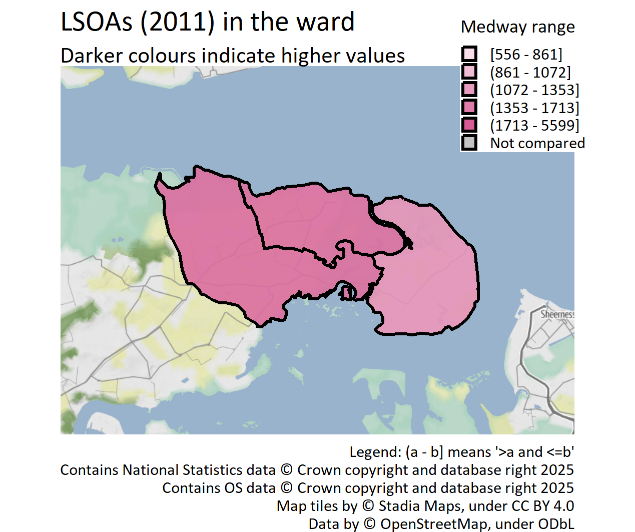 LSOAs (2011) in the ward
Darker colours indicate higher values
Medway range
[556 - 861]
(861 - 1072]
(1072 - 1353]
(1353 - 1713]
(1713 - 5599]
Not compared
Sheerness
Legend: (a - b] means '>a and <=b'
Contains National Statistics data © Crown copyright and database right 2025
Contains OS data © Crown copyright and database right 2025
Map tiles by © Stadia Maps, under CC BY 4.0
Data by © OpenStreetMap, under ODbL